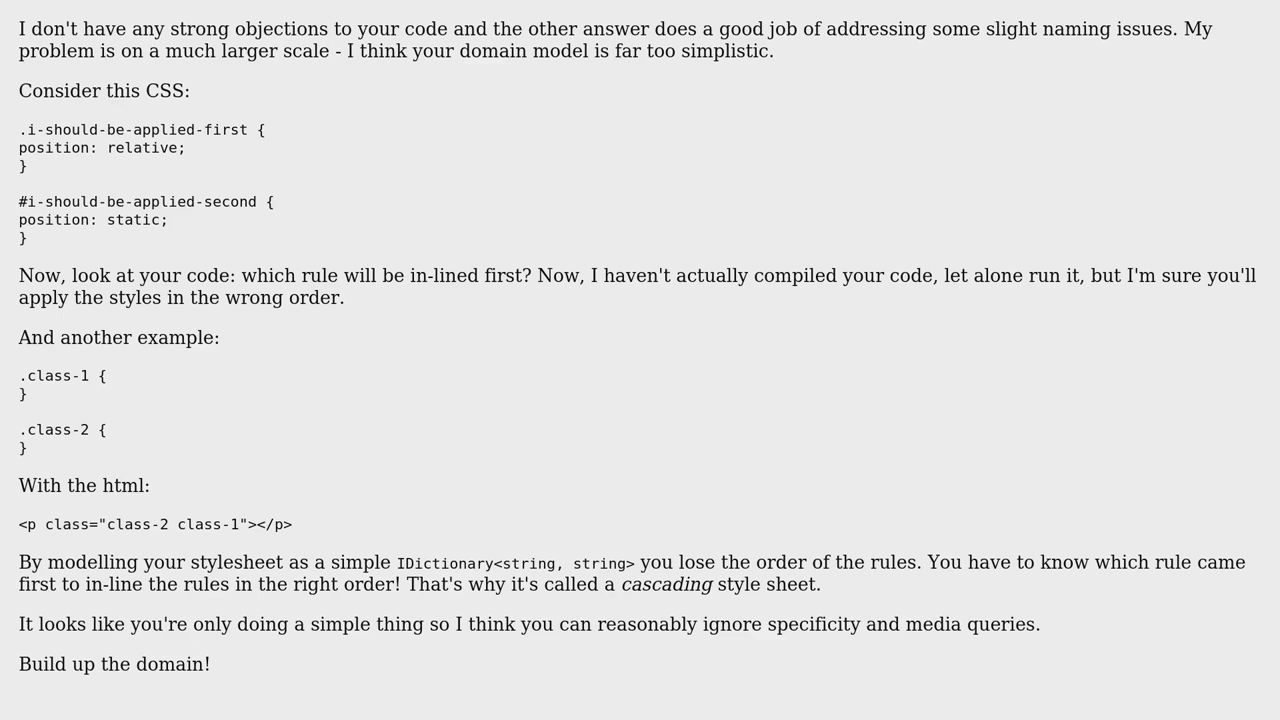 I don't have any strong objections to your code and the other answer does a good job of addressing some slight naming issues. My
problem is on a much larger scale - I think your domain model is far too simplistic.
Consider this CSS:
.i-should-be-applied-first {
position: relative;
}
#i-should-be-applied-second {
position: static;
}
Now, look at your code: which rule will be in-lined first? Now, I haven't actually compiled your code, let alone run it, but I'm sure you'll
apply the styles in the wrong order.
And another example:
.class-1 {
}
.class-2 {
}
With the html:
<p class="class-2 class-1"></p>
By modelling your stylesheet as a simple IDictionary<string, string> you lose the order of the rules. You have to know which rule came
first to in-line the rules in the right order! That's why it's called a cascading style sheet.
It looks like you're only doing a simple thing so I think you can reasonably ignore specificity and media queries.
Build up the domain!